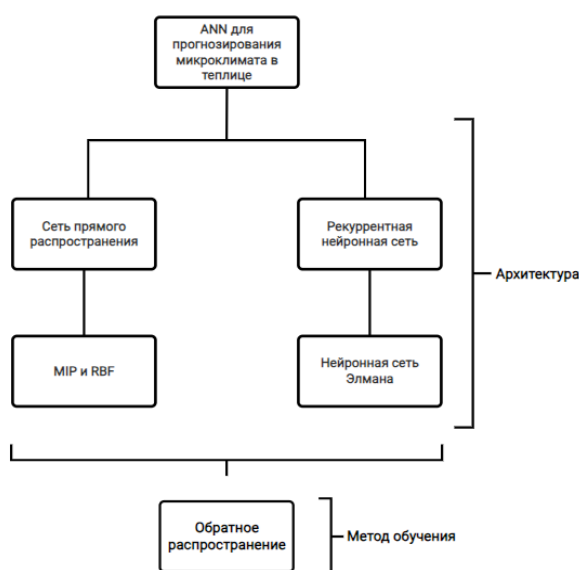 ANN для
прогнозирования
микроклимата в
теплице
Сеть прямого
распространения
Рекуррентная
нейронная сеть
Архитектура
MIP и RBF
Нейронная сеть
Элмана
Обратное
распространение
Метод обучения